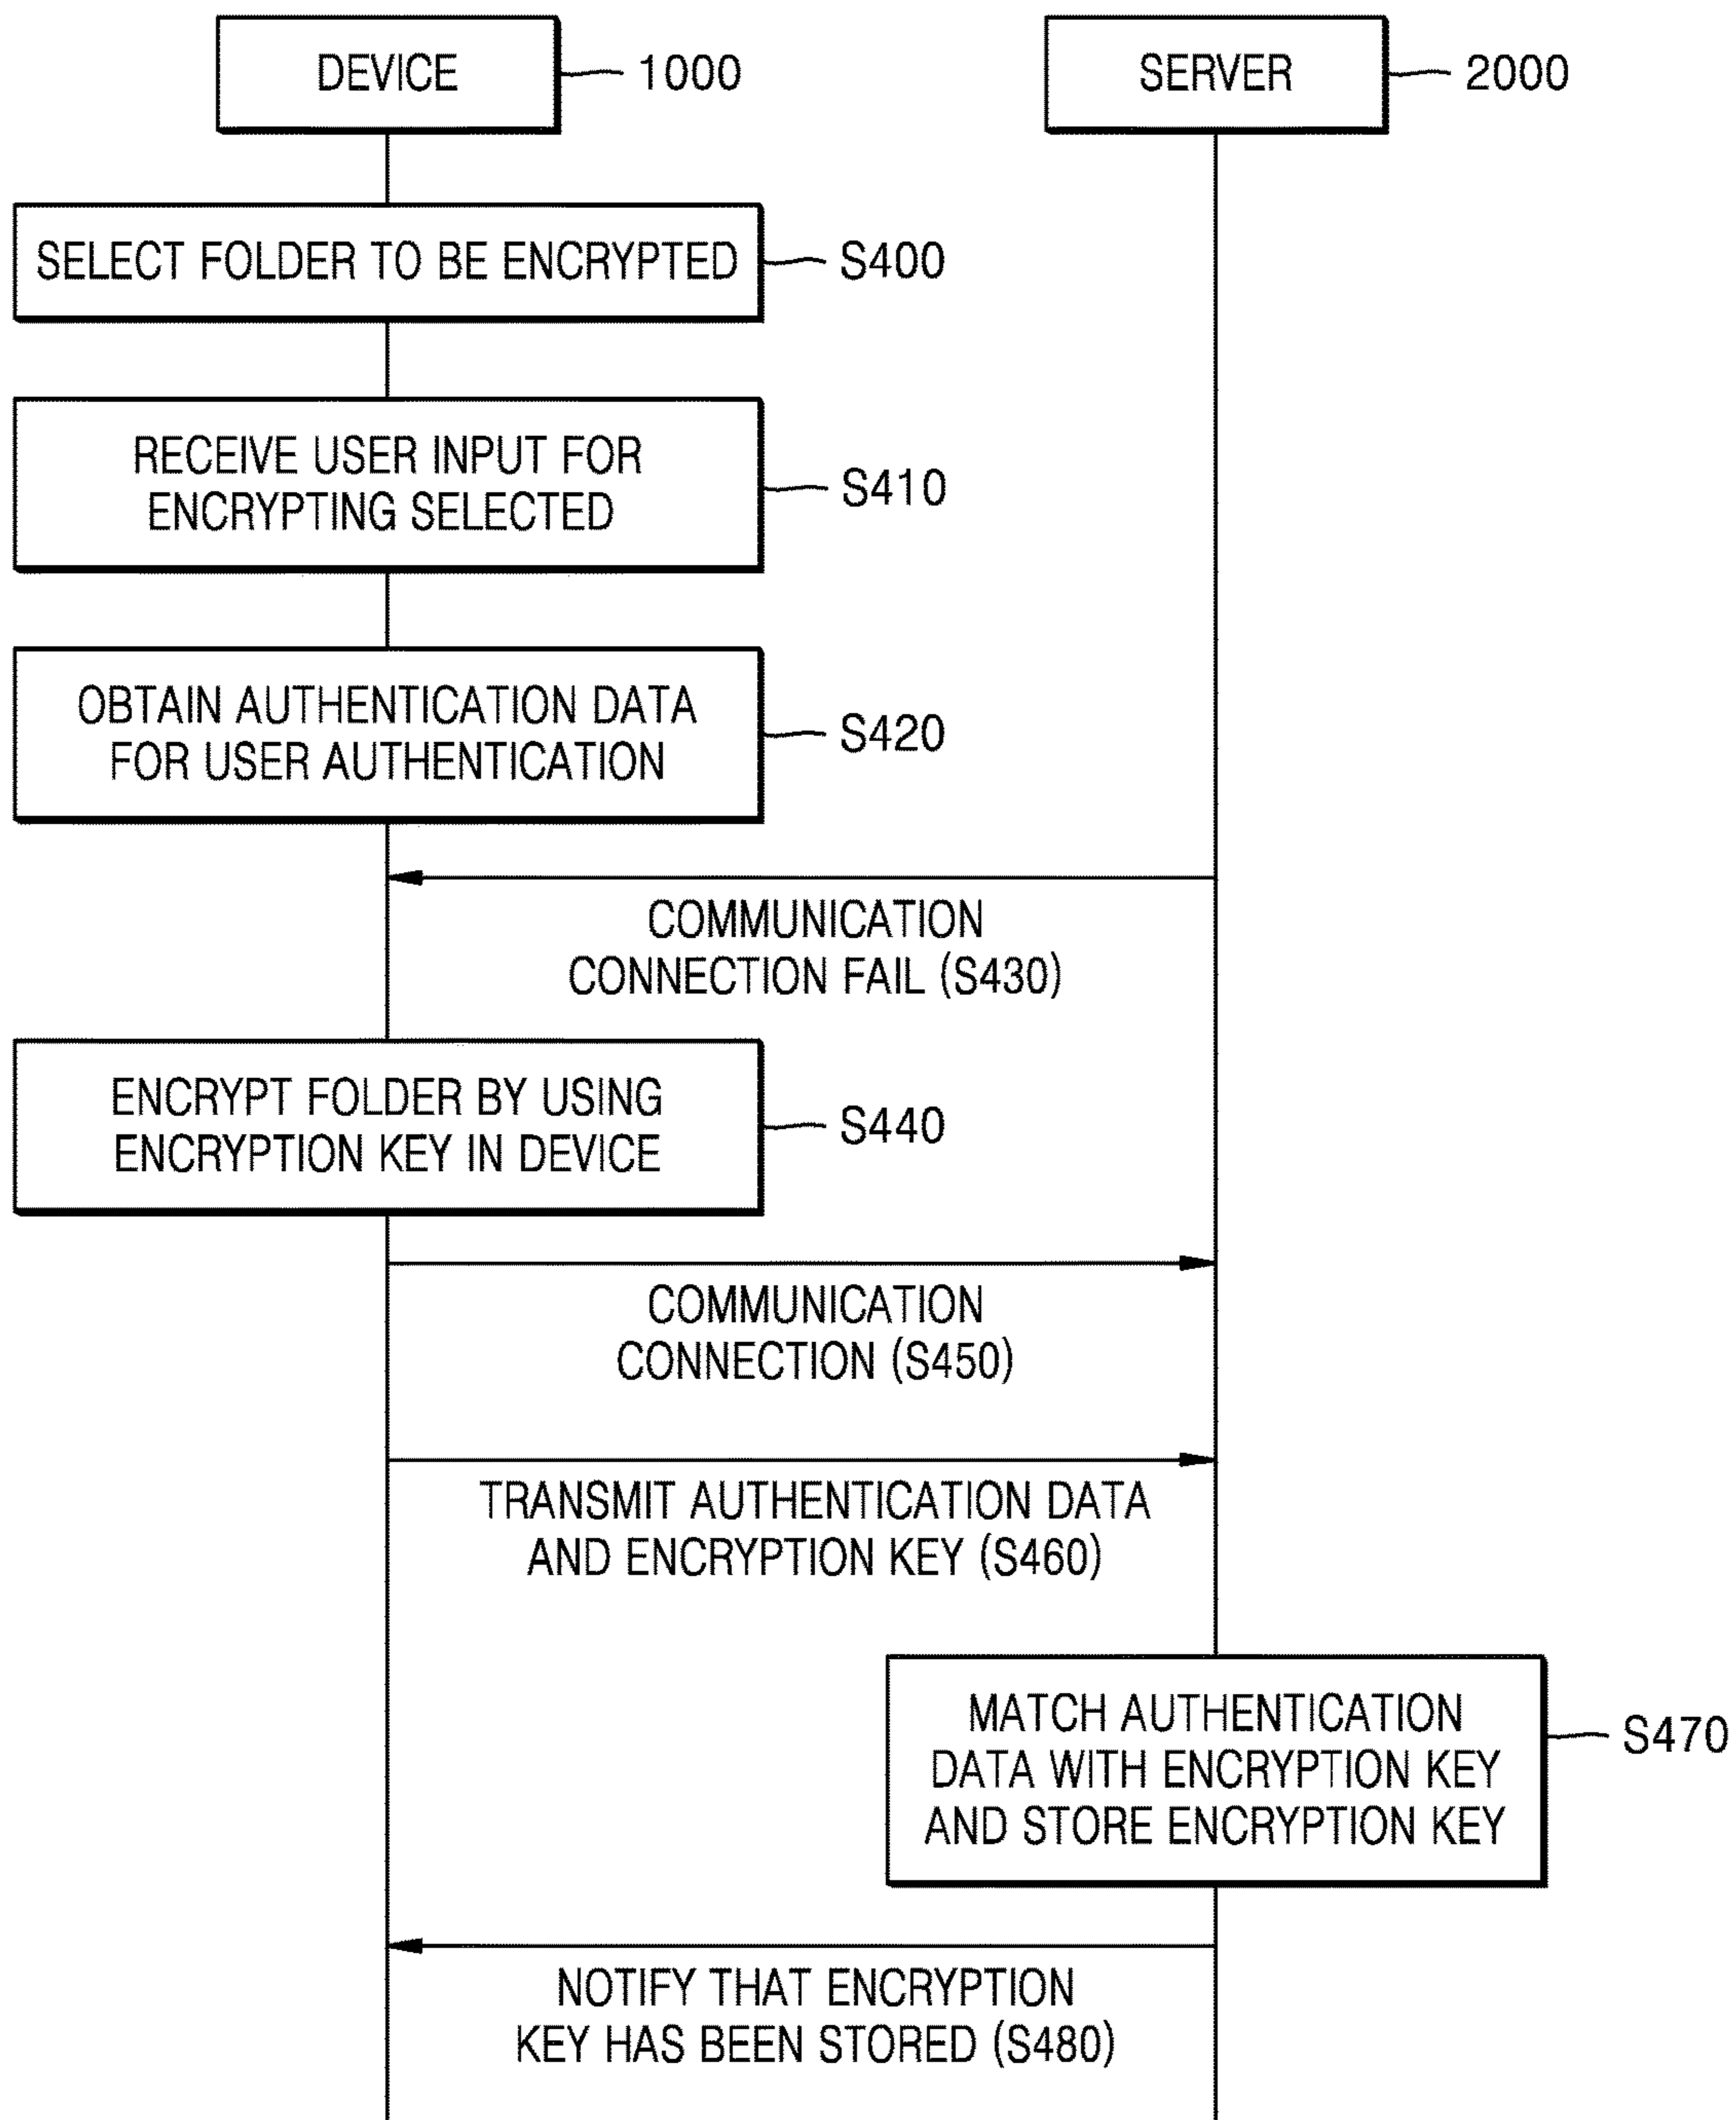 DEVICE
1000
SERVER
2000
SELECT FOLDER TO BE ENCRYPTED
S400
RECEIVE USER INPUT FOR
ENCRYPTING SELECTED
S410
OBTAIN AUTHENTICATION DATA
FOR USER AUTHENTICATION
S420
COMMUNICATION
CONNECTION FAIL (S430)
ENCRYPT FOLDER BY USING
ENCRYPTION KEY IN DEVICE
S440
COMMUNICATION
CONNECTION (S450)
TRANSMIT AUTHENTICATION DATA
AND ENCRYPTION KEY (S460)
MATCH AUTHENTICATION
DATA WITH ENCRYPTION KEY
AND STORE ENCRYPTION KEY
S470
NOTIFY THAT ENCRYPTION
KEY HAS BEEN STORED (S480)